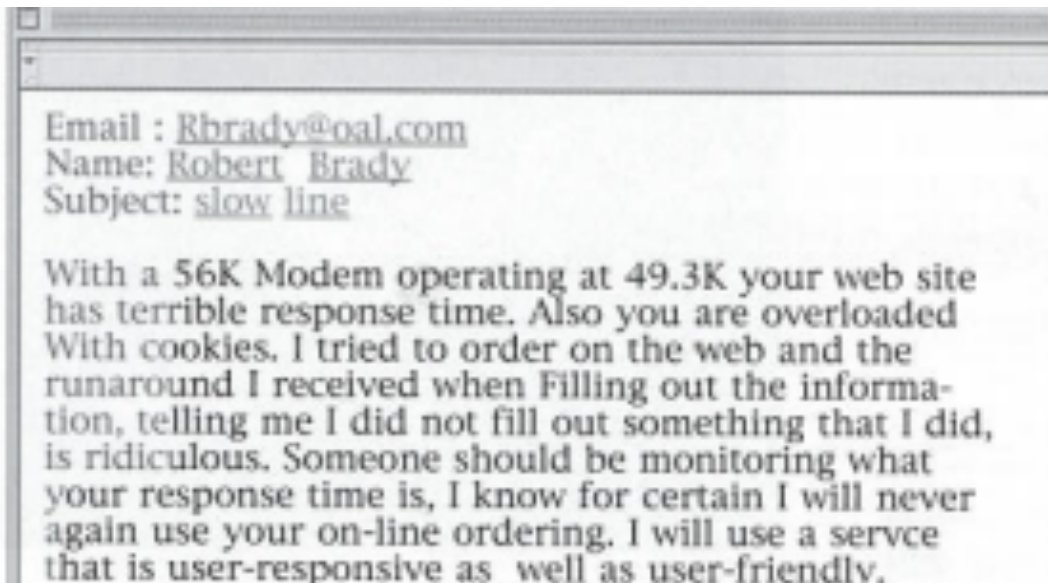 Email : Rbrady@oal.com
Name: Robert Brady
Subject: slow line
With a 56K Modem operating at 49.3K your web site
has terrible response time. Also you are overloaded
With cookies. I tried to order on the web and the
runaround I received when Filling out the informa-
tion, telling me I did not fill out something that I did,
is ridiculous. Someone should be monitoring what
your response time is, I know for certain I will never
again use your on-line ordering. I will use a servce
that is user-responsive as well as user-friendly.